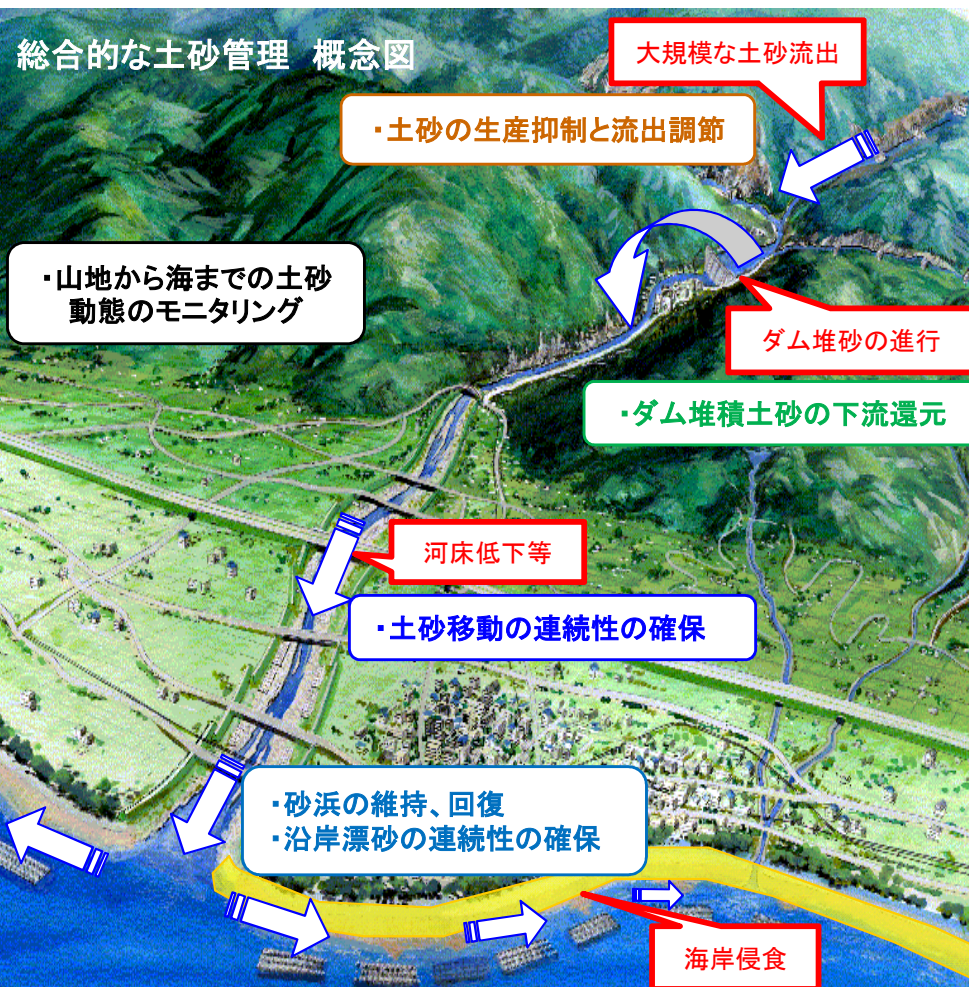 総合的な土砂管理 概念図
大規模な土砂流出
・土砂の生産抑制と流出調節
・山地から海までの土砂
動態のモニタリング
ダム堆砂の進行
・ダム堆積土砂の下流還元
河床低下等
・土砂移動の連続性の確保
・砂浜の維持、回復
・沿岸漂砂の連続性の確保
海岸侵食